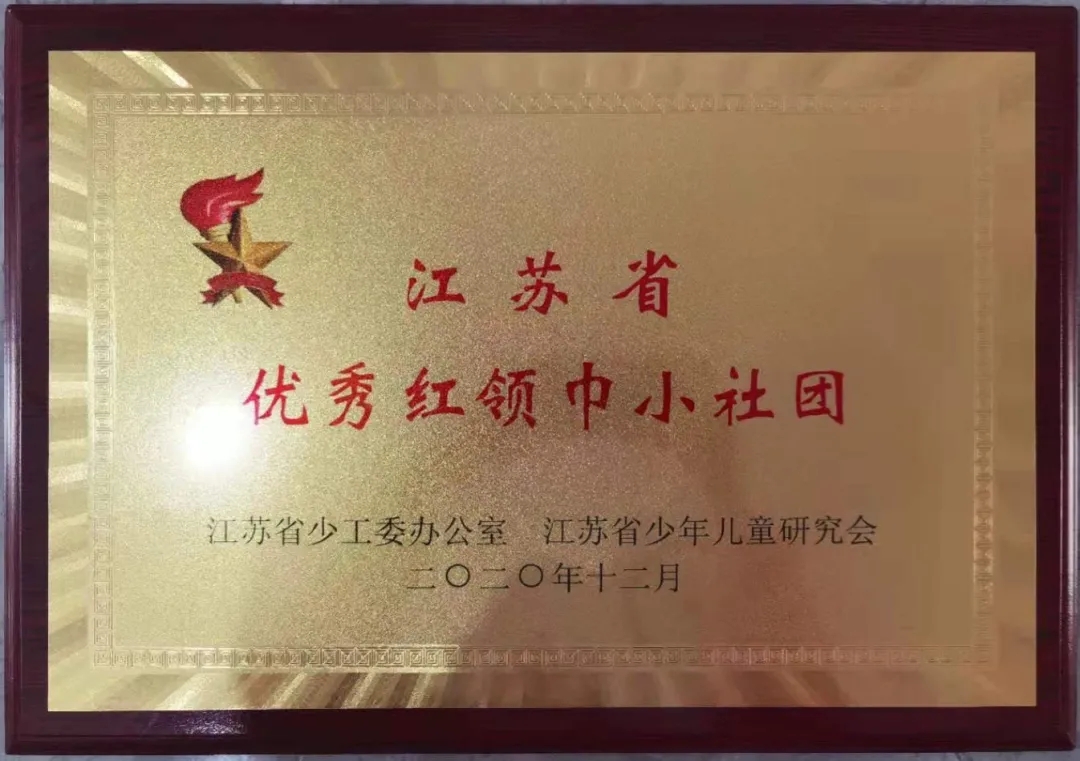 江苏省
优秀红领巾小社团
江苏省少工委办公室 江苏省少年儿童研究会
二〇二〇年十二月